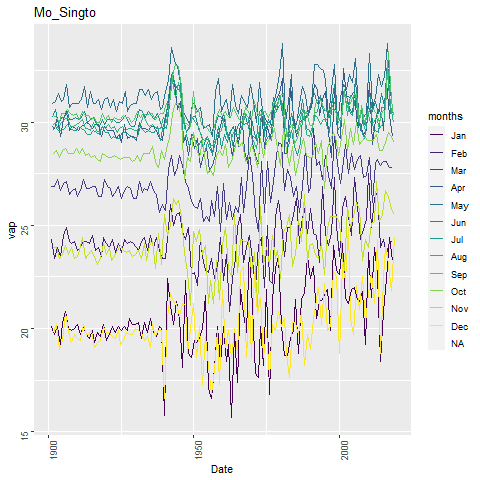 Mo_Singto
30
25
20
15
vap
1900
1950
2000
Date
months
Jan
Feb
Mar
Apr
May
Jun
Jul
Aug
Sep
Oct
Nov
Dec
NA